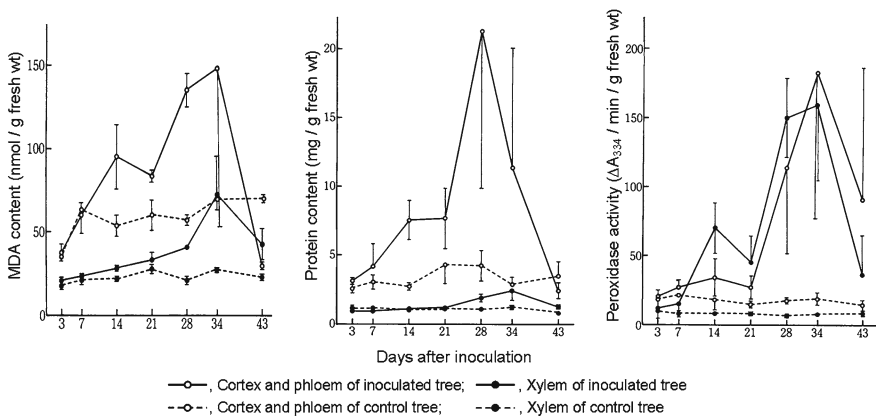 MDA content (nmol / g fresh wt)
150
100
50
0
3 7 14 21 28 34 43
Protein content (mg / g fresh wt)
20
15
10
5
0
3 7 14 21 28 34 43
Peroxidase activity (ΔA334 / min / g fresh wt)
200
150
100
50
0
3 7 14 21 28 34 43
Days after inoculation
, Cortex and phloem of inoculated tree; , Xylem of inoculated tree
, Cortex and phloem of control tree; , Xylem of control tree